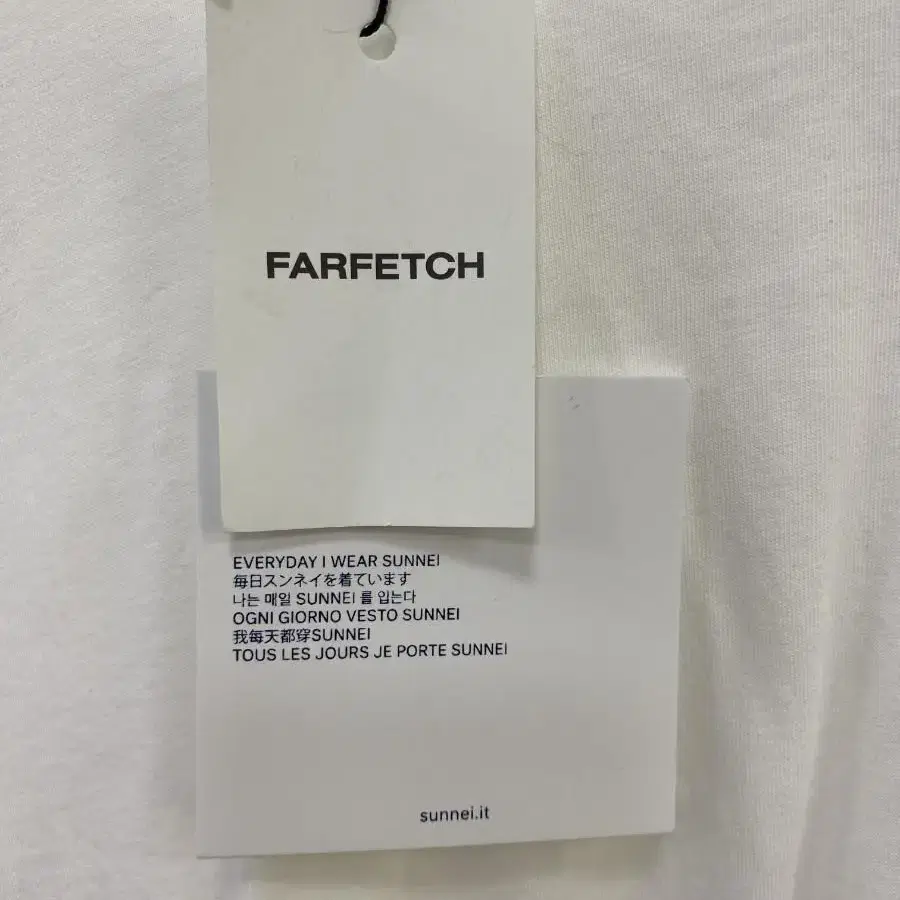 FARFETCH
EVERYDAY I WEAR SUNNEI
毎日スンネイを着ています
나는 매일 SUNNEI 를 입는다
OGNI GIORNO VESTO SUNNEI
我每天都穿SUNNEI
TOUS LES JOURS JE PORTE SUNNEI
sunnei.it